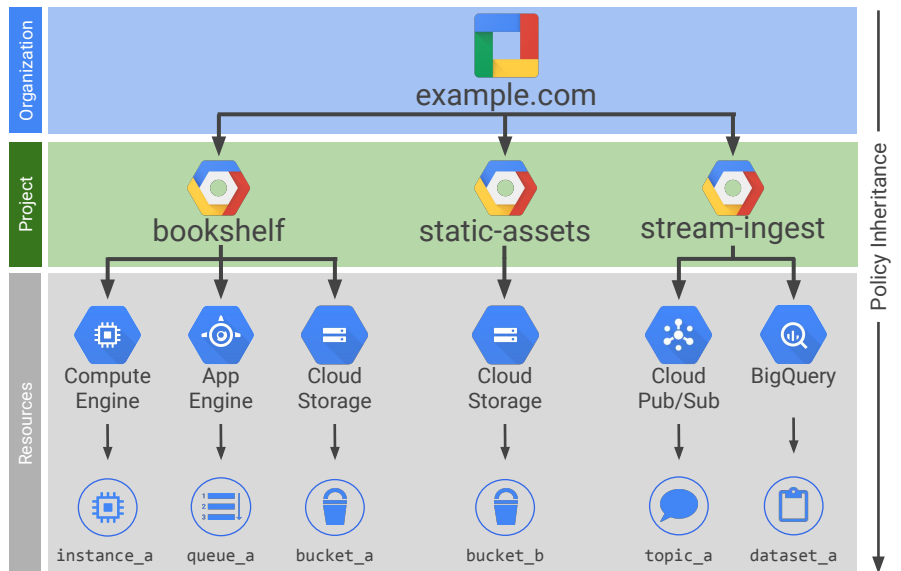 Organization
example.com
Project
bookshelf
static-assets
stream-ingest
Policy Inheritance
Resources
Compute
Engine
App
Engine
Cloud
Storage
Cloud
Storage
Cloud
Pub/Sub
BigQuery
1
2
3
instance_a
queue_a
bucket_a
bucket_b
topic_a
dataset_a